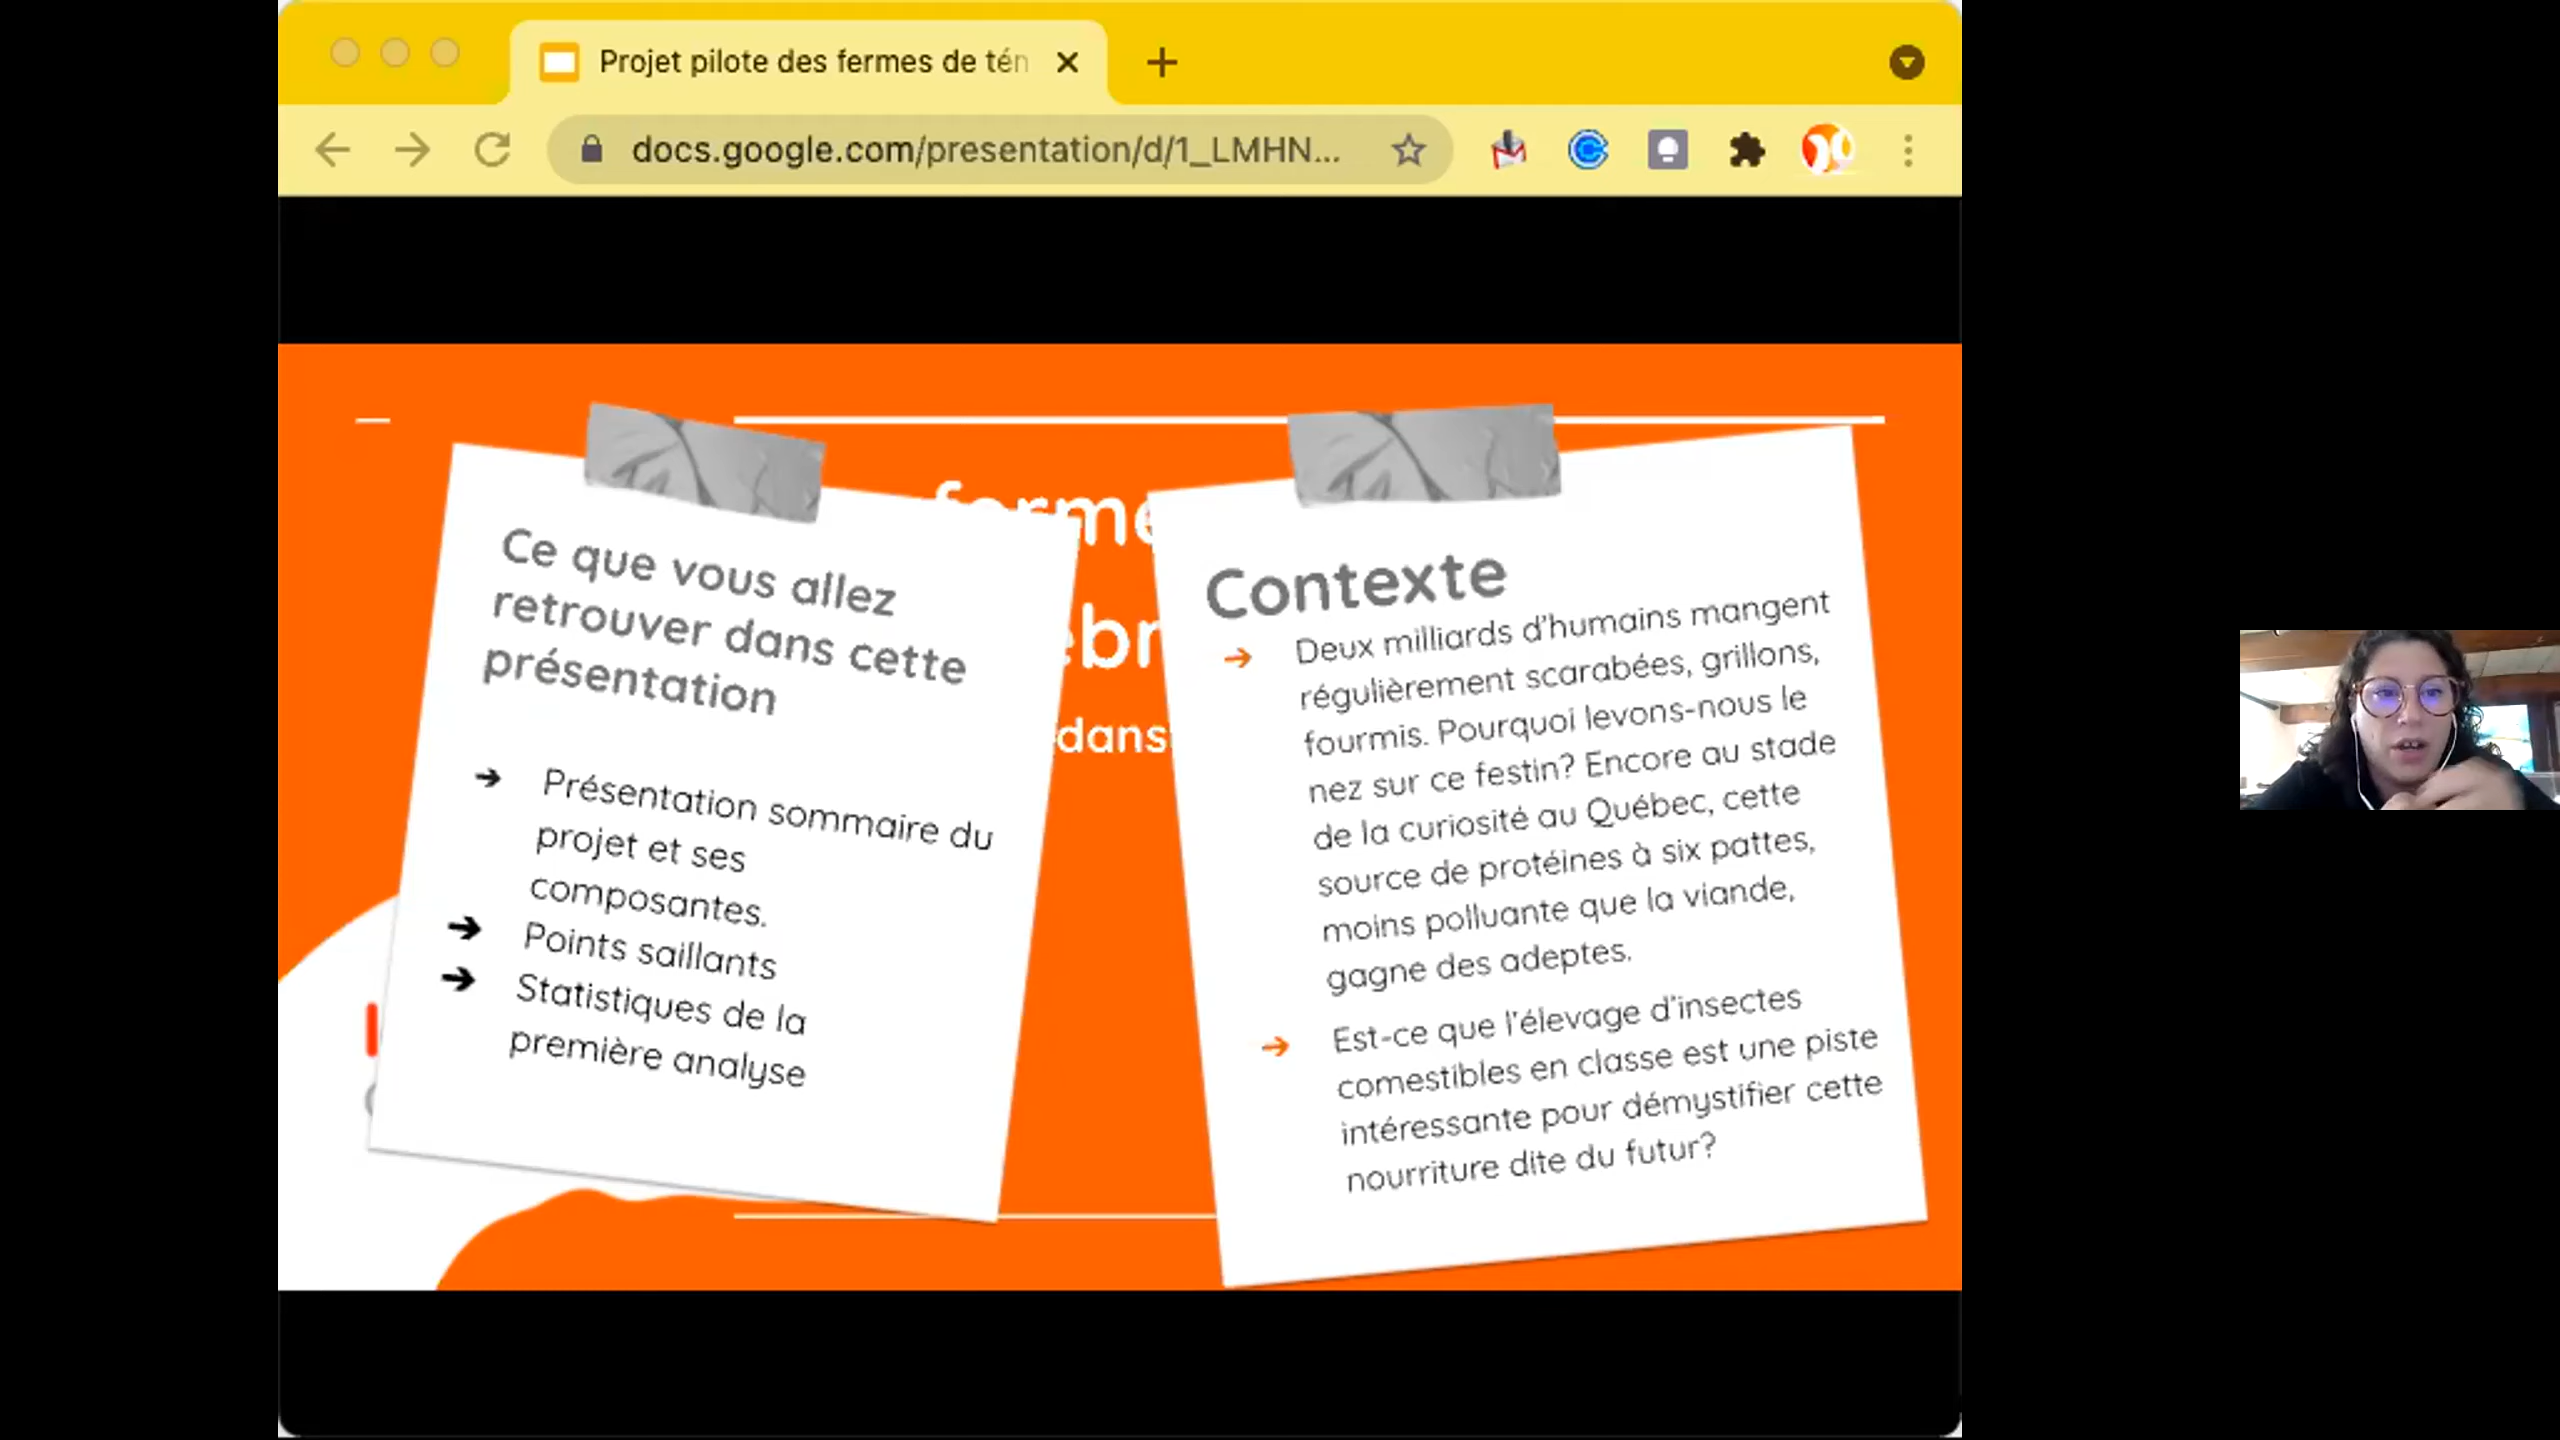 Projet pilote des fermes de tén
docs.google.com/presentation/d/1_LMHN...
Ce que vous allez
retrouver dans cette
présentation
➔ Présentation sommaire du
projet et ses
composantes.
➔ Points saillants
➔ Statistiques de la
première analyse
dans
Contexte
➔ Deux milliards d'humains mangent
régulièrement scarabées, grillons,
fourmis. Pourquoi levons-nous le
nez sur ce festin? Encore au stade
de la curiosité au Québec, cette
source de protéines à six pattes,
moins polluante que la viande,
gagne des adeptes.
➔ Est-ce que l'élevage d'insectes
comestibles en classe est une piste
intéressante pour démystifier cette
nourriture dite du futur?